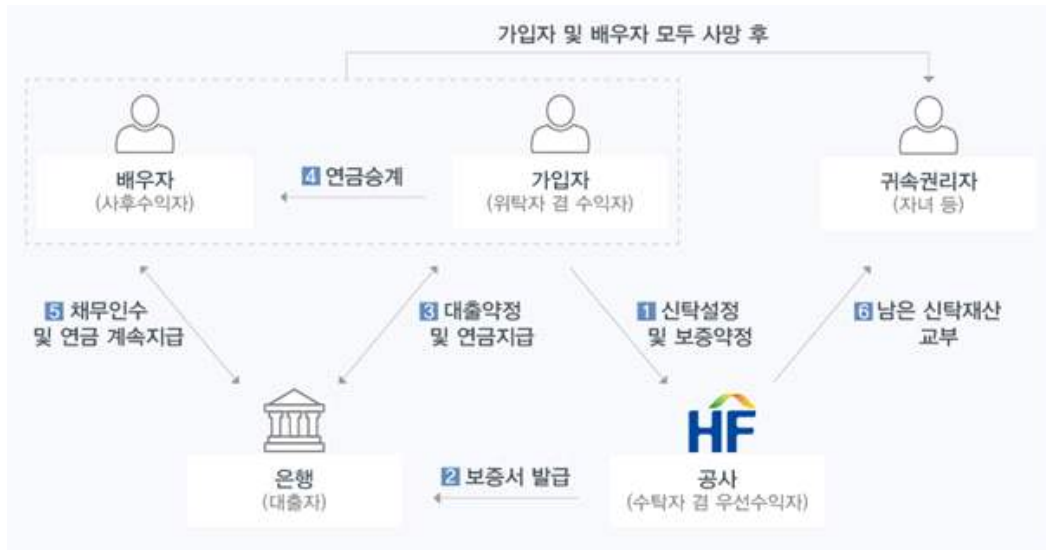 가입자 및 배우자 모두 사망 후
배우자
(사후수익자)
4 연금승계
가입자
(위탁자 겸 수익자)
귀속권리자
(자녀 등)
5 채무인수
및 연금 계속지급
3 대출약정
및 연금지급
1 신탁설정
및 보증약정
6 남은 신탁재산
교부
HF
은행
(대출자)
2 보증서 발급
공사
(수탁자 겸 우선수익자)